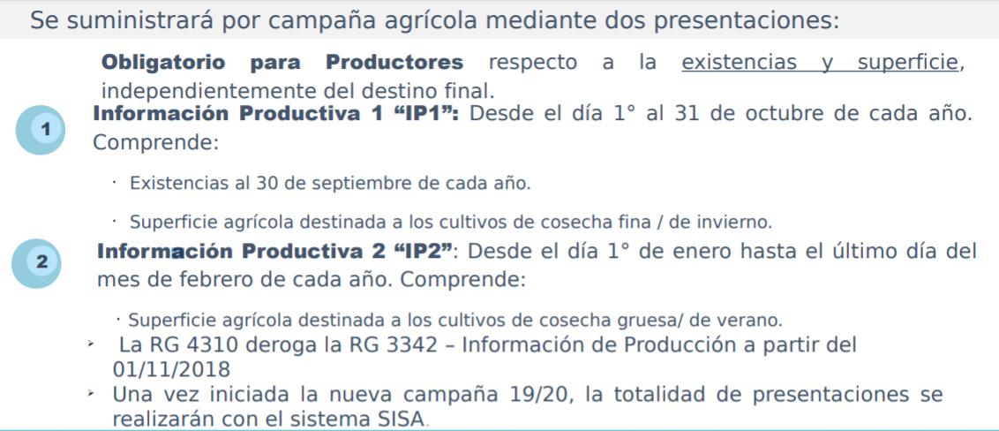 Se suministrará por campaña agrícola mediante dos presentaciones:
Obligatorio para Productores respecto a la existencias y superficie,
independientemente del destino final.
1
Información Productiva 1 “IP1”: Desde el día 1° al 31 de octubre de cada año.
Comprende:
· Existencias al 30 de septiembre de cada año.
· Superficie agrícola destinada a los cultivos de cosecha fina / de invierno.
2
Información Productiva 2 “IP2”: Desde el día 1° de enero hasta el último día del
mes de febrero de cada año. Comprende:
· Superficie agrícola destinada a los cultivos de cosecha gruesa/ de verano.
➢ La RG 4310 deroga la RG 3342 – Información de Producción a partir del
01/11/2018
➢ Una vez iniciada la nueva campaña 19/20, la totalidad de presentaciones se
realizarán con el sistema SISA.